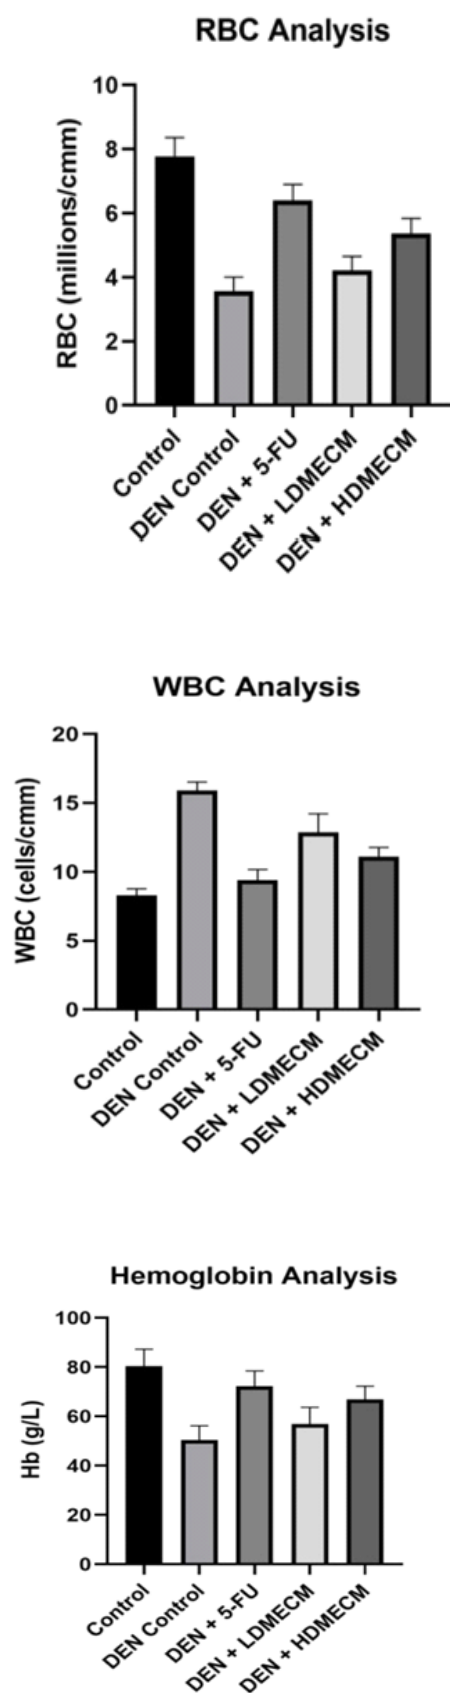 RBC Analysis
RBC (millions/cmm)
10
8
6
4
2
0
Control
DEN Control
DEN + 5-FU
DEN + LDMECM
DEN + HDMECM
WBC Analysis
WBC (cells/cmm)
20
15
10
5
0
Control
DEN Control
DEN + 5-FU
DEN + LDMECM
DEN + HDMECM
Hemoglobin Analysis
Hb (g/L)
100
80
60
40
20
0
Control
DEN Control
DEN + 5-FU
DEN + LDMECM
DEN + HDMECM